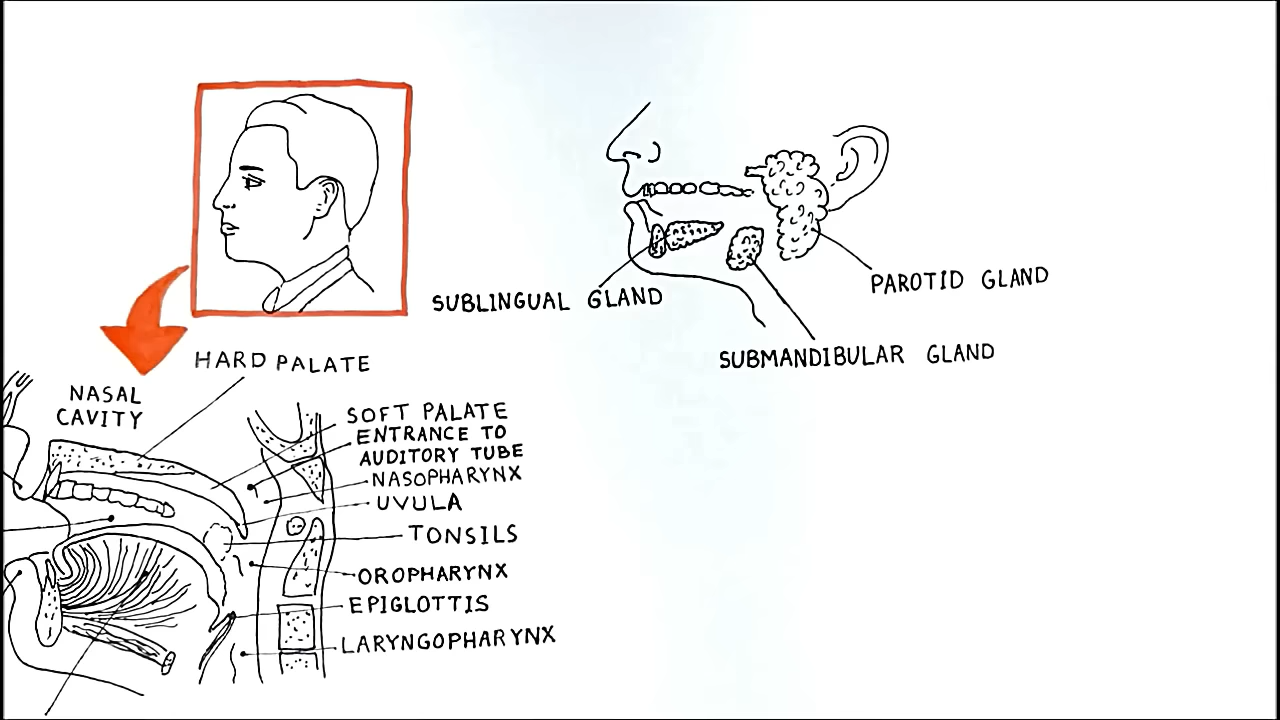 SUBLINGUAL GLAND
PAROTID GLAND
SUBMANDIBULAR GLAND
HARD PALATE
NASAL
CAVITY
SOFT PALATE
ENTRANCE TO
AUDITORY TUBE
NASOPHARYNX
UVULA
TONSILS
OROPHARYNX
EPIGLOTTIS
LARYNGOPHARYNX